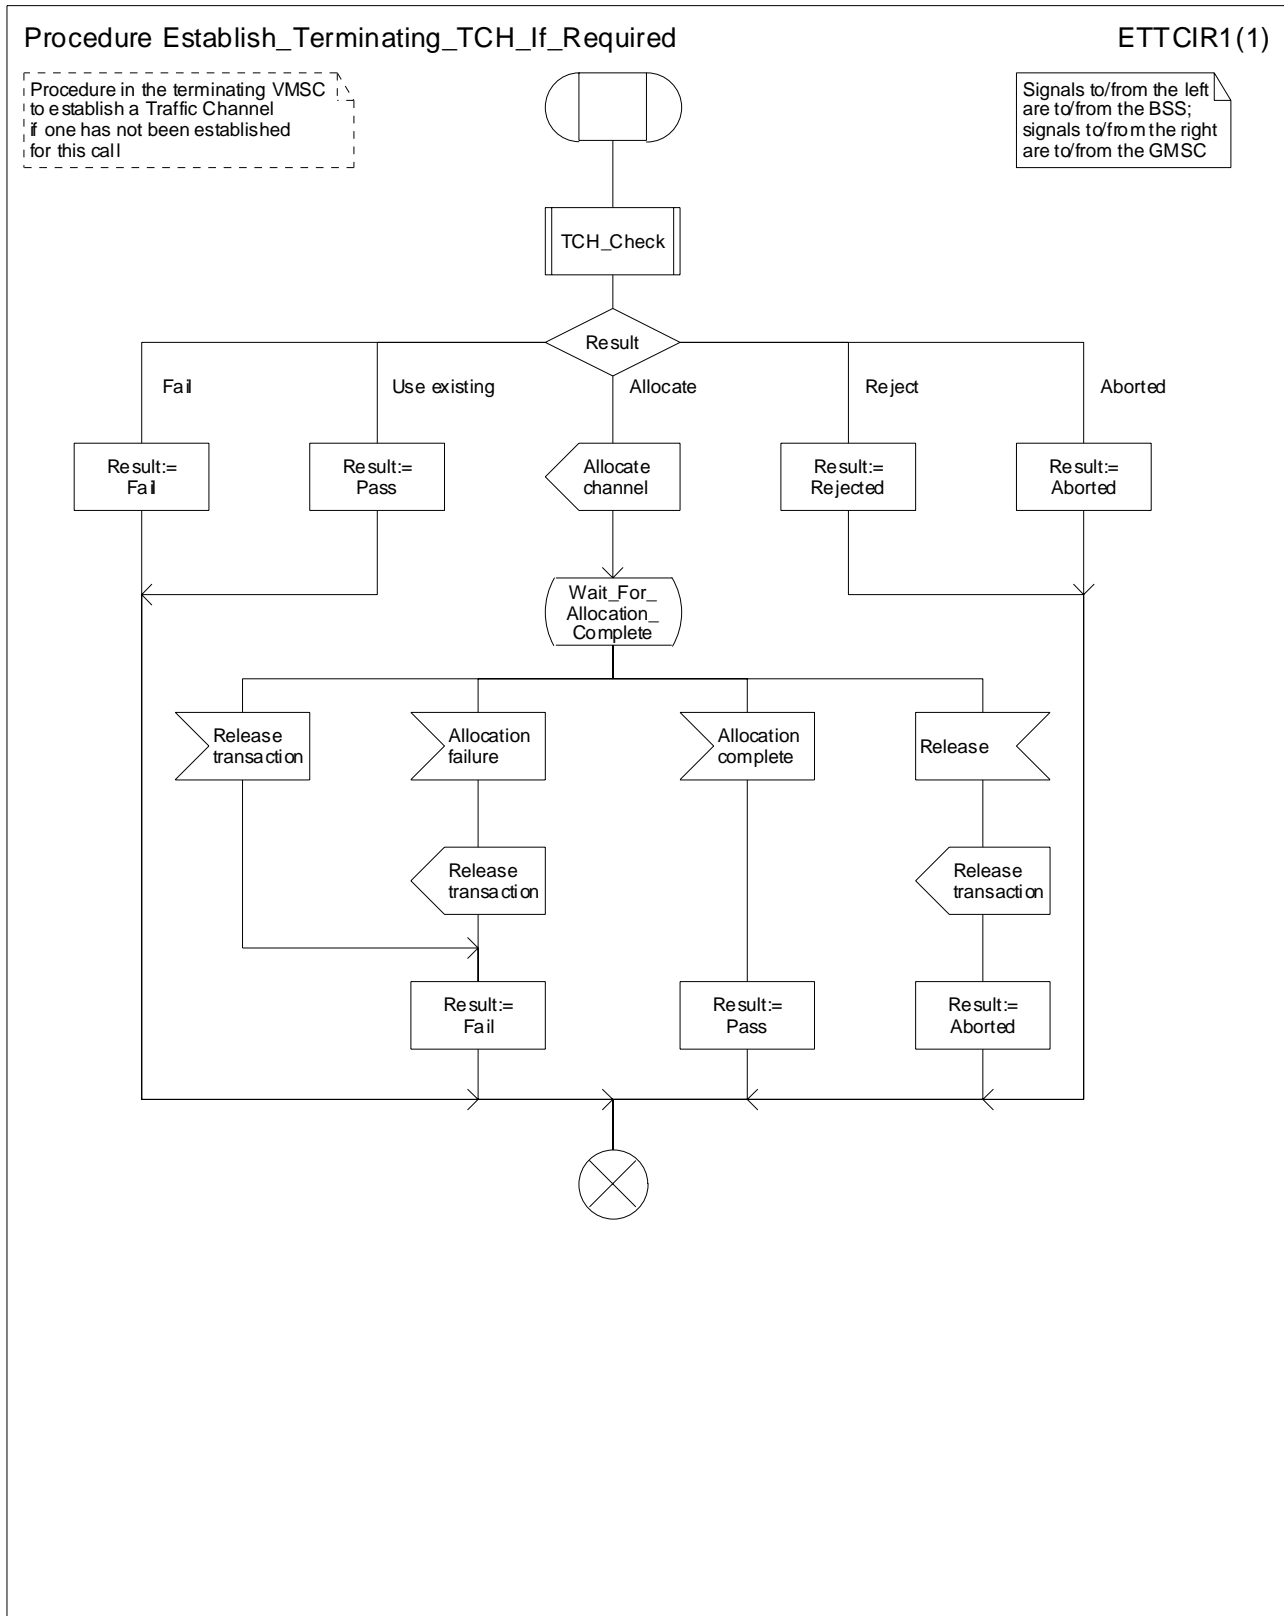 Procedure Establish_Terminating_TCH_If_Required
ETTCIR1(1)
Procedure in the terminating VMSC
to establish a Traffic Channel
if one has not been established
for this call
Signals to/from the left
are to/from the BSS;
signals to/from the right
are to/from the GMSC
TCH_Check
Result
Fail
Use existing
Allocate
Reject
Aborted
Result:=
Fail
Result:=
Pass
Allocate
channel
Result:=
Rejected
Result:=
Aborted
Wait_For_
Allocation_
Complete
Release
transaction
Allocation
failure
Allocation
complete
Release
Release
transaction
Release
transaction
Result:=
Fail
Result:=
Pass
Result:=
Aborted